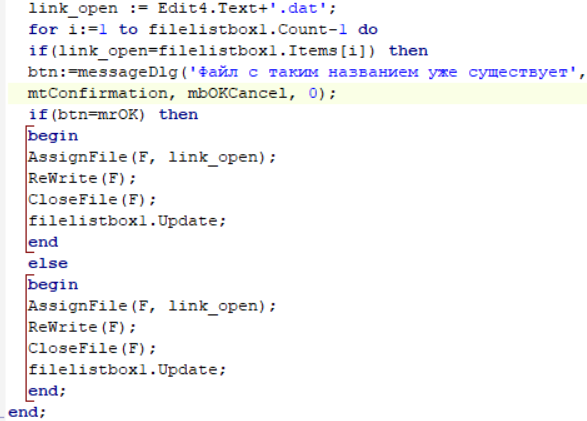 link_open := Edit4.Text+'.dat';
for i:=1 to filelistbox1.Count-1 do
if(link_open=filelistbox1.Items[i]) then
btn:=messageDlg('Файл с таким названием уже существует',
mtConfirmation, mbOKCancel, 0);
if(btn=mrOK) then
begin
AssignFile(F, link_open);
ReWrite(F);
CloseFile(F);
filelistbox1.Update;
end
else
begin
AssignFile(F, link_open);
ReWrite(F);
CloseFile(F);
filelistbox1.Update;
end;
end;